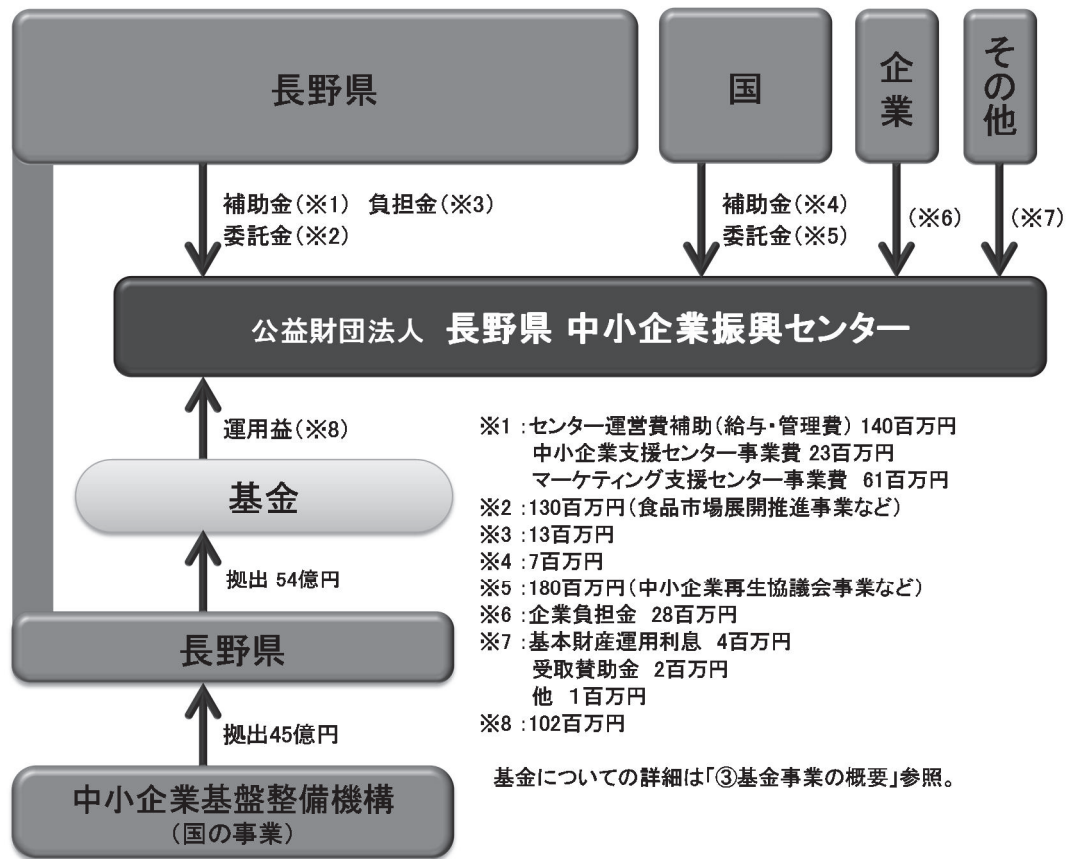 長野県
国
企業
その他
補助金(※1) 負担金(※3)
委託金(※2)
補助金(※4)
委託金(※5)
(※6)
(※7)
公益財団法人 長野県 中小企業振興センター
運用益(※8)
基金
拠出 54億円
長野県
拠出45億円
中小企業基盤整備機構
(国の事業)
※1 :センター運営費補助(給与・管理費) 140百万円
中小企業支援センター事業費 23百万円
マーケティング支援センター事業費 61百万円
※2 :130百万円(食品市場展開推進事業など)
※3 :13百万円
※4 :7百万円
※5 :180百万円(中小企業再生協議会事業など)
※6 :企業負担金 28百万円
※7 :基本財産運用利息 4百万円
受取賛助金 2百万円
他 1百万円
※8 :102百万円
基金についての詳細は「③基金事業の概要」参照。